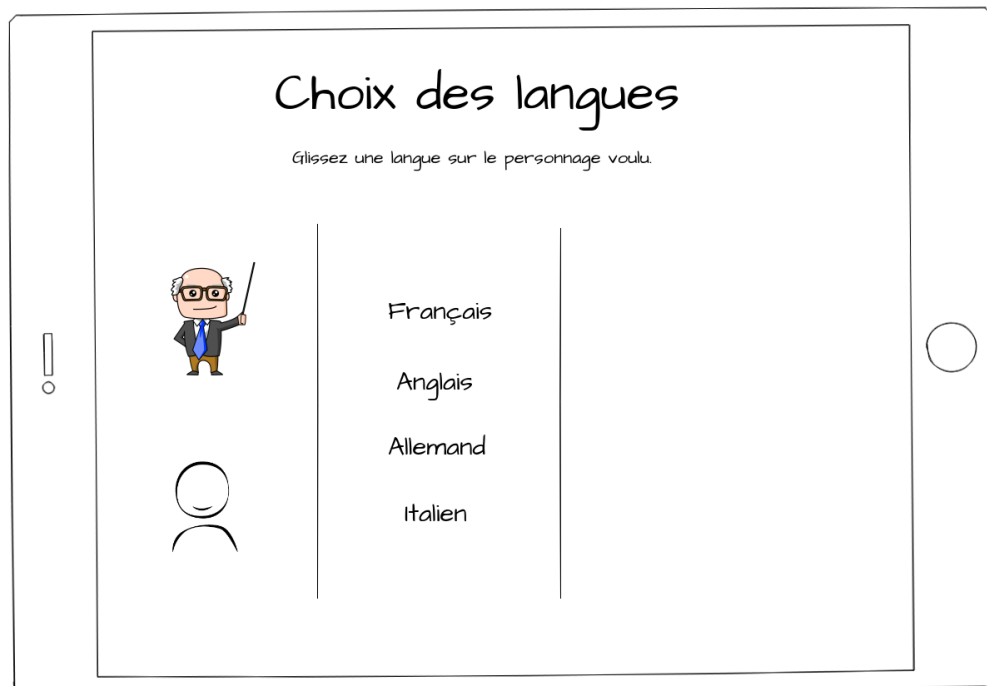 Choix des langues
Glissez une langue sur le personnage voulu.
Français
Anglais
Allemand
Italien